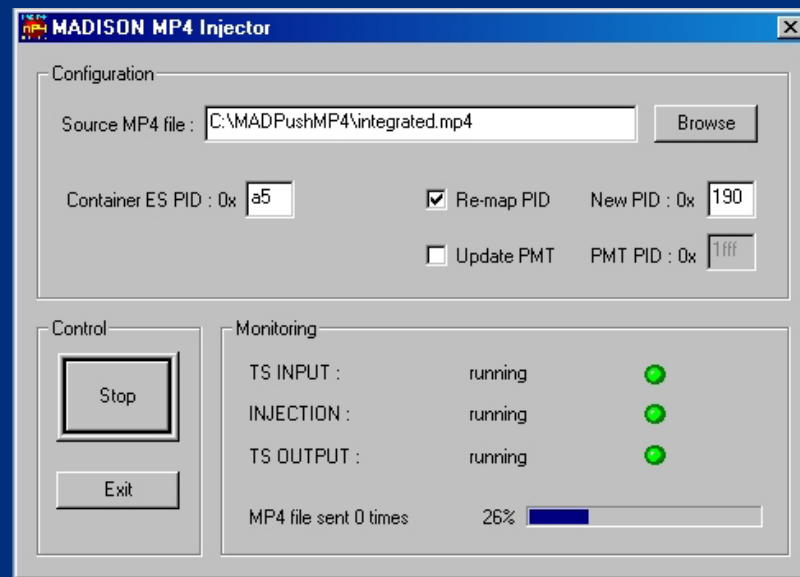 MADISON MP4 Injector
Configuration
Source MP4 file : C:\MADPushMP4\integrated.mp4 Browse
Container ES PID : 0x a5 Re-map PID New PID : 0x 190
Update PMT PMT PID : 0x 1fff
Control
Stop
Exit
Monitoring
TS INPUT : running
INJECTION : running
TS OUTPUT : running
MP4 file sent 0 times 26%